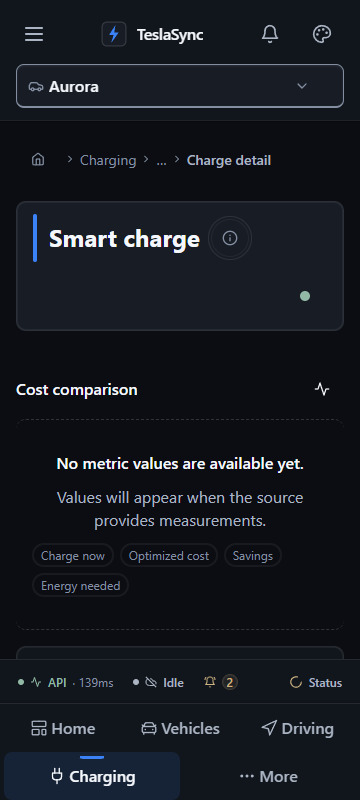 TeslaSync
Aurora
Charging ... Charge detail
Smart charge
Cost comparison
No metric values are available yet.
Values will appear when the source
provides measurements.
Charge now Optimized cost Savings
Energy needed
API · 139ms Idle 2 Status
Home Vehicles Driving
Charging More